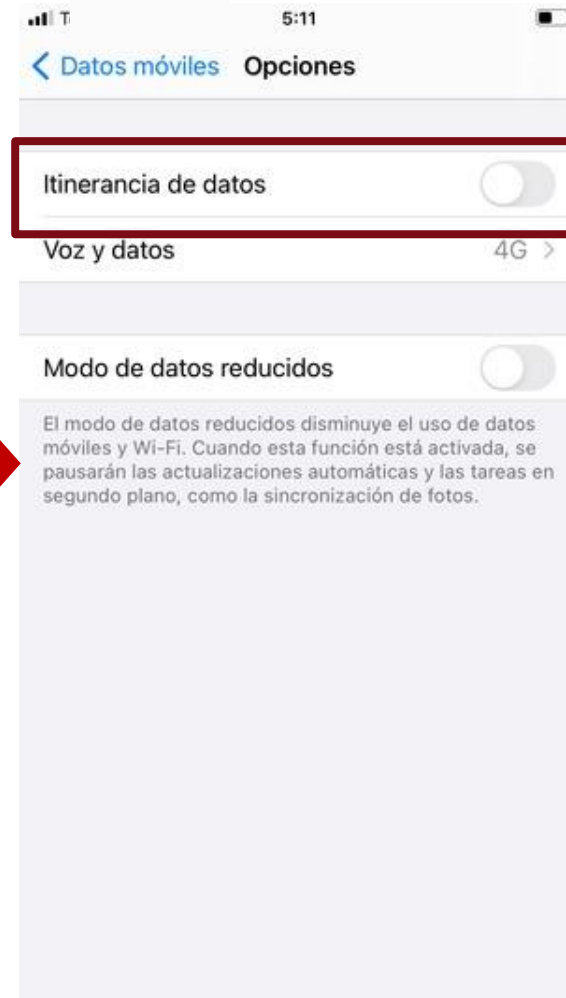 T 5:11
Datos móviles Opciones
Itinerancia de datos
Voz y datos 4G >
Modo de datos reducidos
El modo de datos reducidos disminuye el uso de datos
móviles y Wi-Fi. Cuando esta función está activada, se
pausarán las actualizaciones automáticas y las tareas en
segundo plano, como la sincronización de fotos.